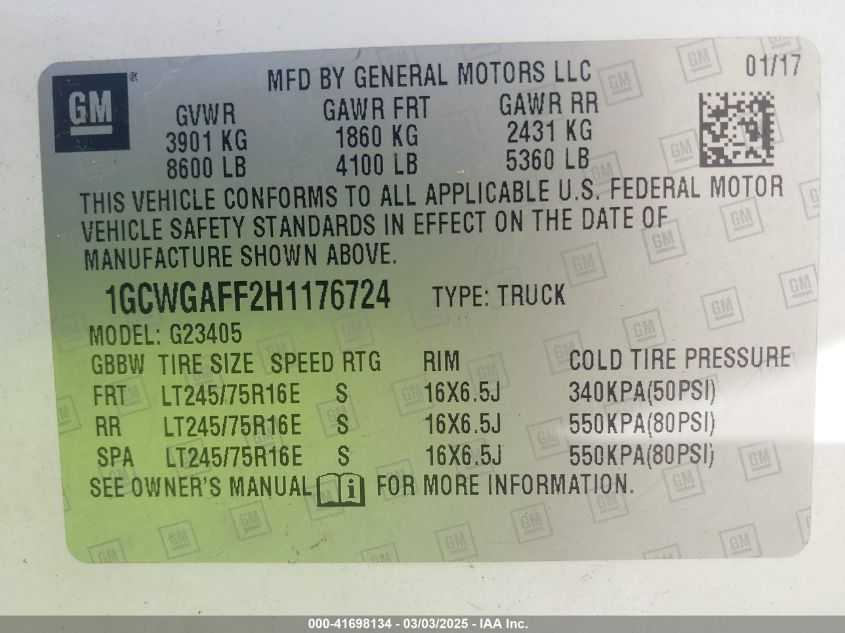 GM ®
MFD BY GENERAL MOTORS LLC 01/17
GVWR GAWR FRT GAWR RR
3901 KG 1860 KG 2431 KG
8600 LB 4100 LB 5360 LB
THIS VEHICLE CONFORMS TO ALL APPLICABLE U.S. FEDERAL MOTOR
VEHICLE SAFETY STANDARDS IN EFFECT ON THE DATE OF
MANUFACTURE SHOWN ABOVE.
1GCWGAFF2H1176724 TYPE: TRUCK
MODEL: G23405
GBBW TIRE SIZE SPEED RTG RIM COLD TIRE PRESSURE
FRT LT245/75R16E S 16X6.5J 340KPA(50PSI)
RR LT245/75R16E S 16X6.5J 550KPA(80PSI)
SPA LT245/75R16E S 16X6.5J 550KPA(80PSI)
SEE OWNER'S MANUAL i FOR MORE INFORMATION.
000-41698134 - 03/03/2025 - IAA Inc.